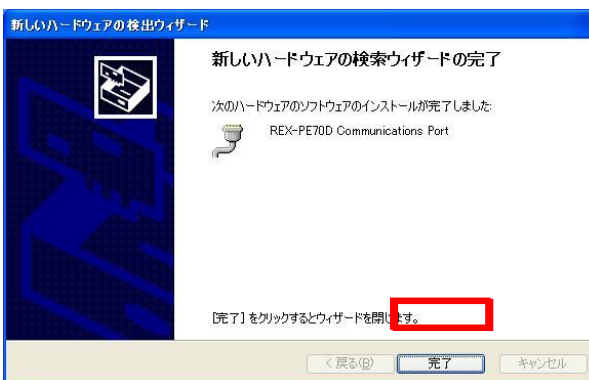 新しいハードウェアの検出ウィザード
新しいハードウェアの検索ウィザードの完了
次のハードウェアのソフトウェアのインストールが完了しました:
REX-PE70D Communications Port
[完了] をクリックするとウィザードを閉じます。
< 戻る(B)
完了
キャンセル